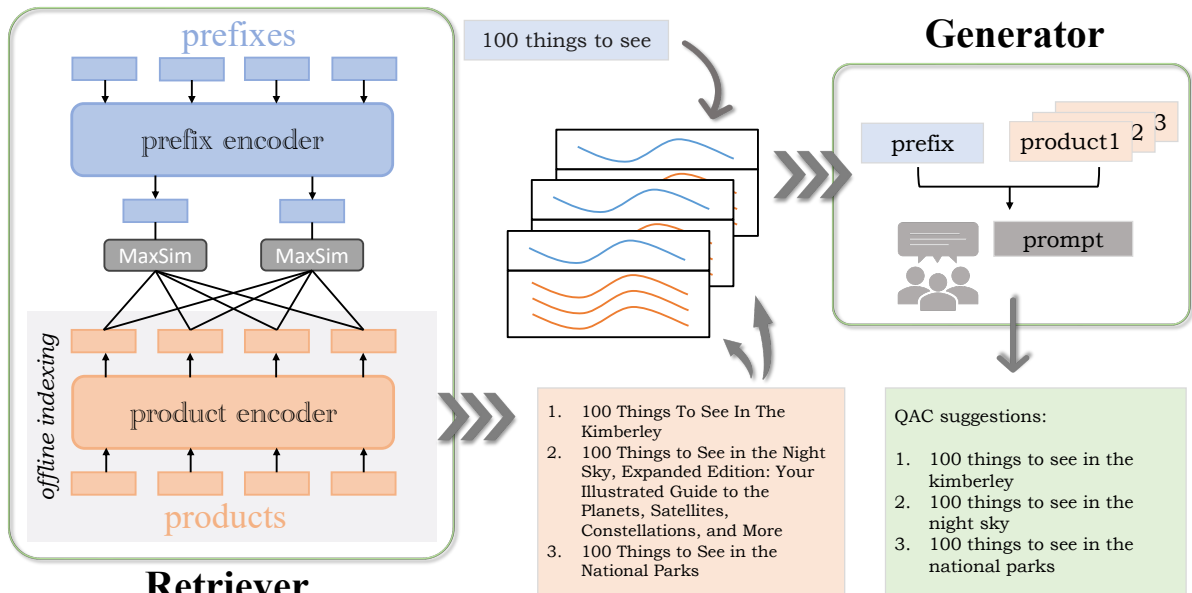 prefixes
prefix encoder
MaxSim
MaxSim
offline indexing
product encoder
products
Retriever
100 things to see
1. 100 Things To See In The
Kimberley
2. 100 Things to See in the Night
Sky, Expanded Edition: Your
Illustrated Guide to the
Planets, Satellites,
Constellations, and More
3. 100 Things to See in the
National Parks
Generator
prefix
product1
2
3
prompt
QAC suggestions:
1. 100 things to see in the
kimberley
2. 100 things to see in the
night sky
3. 100 things to see in the
national parks